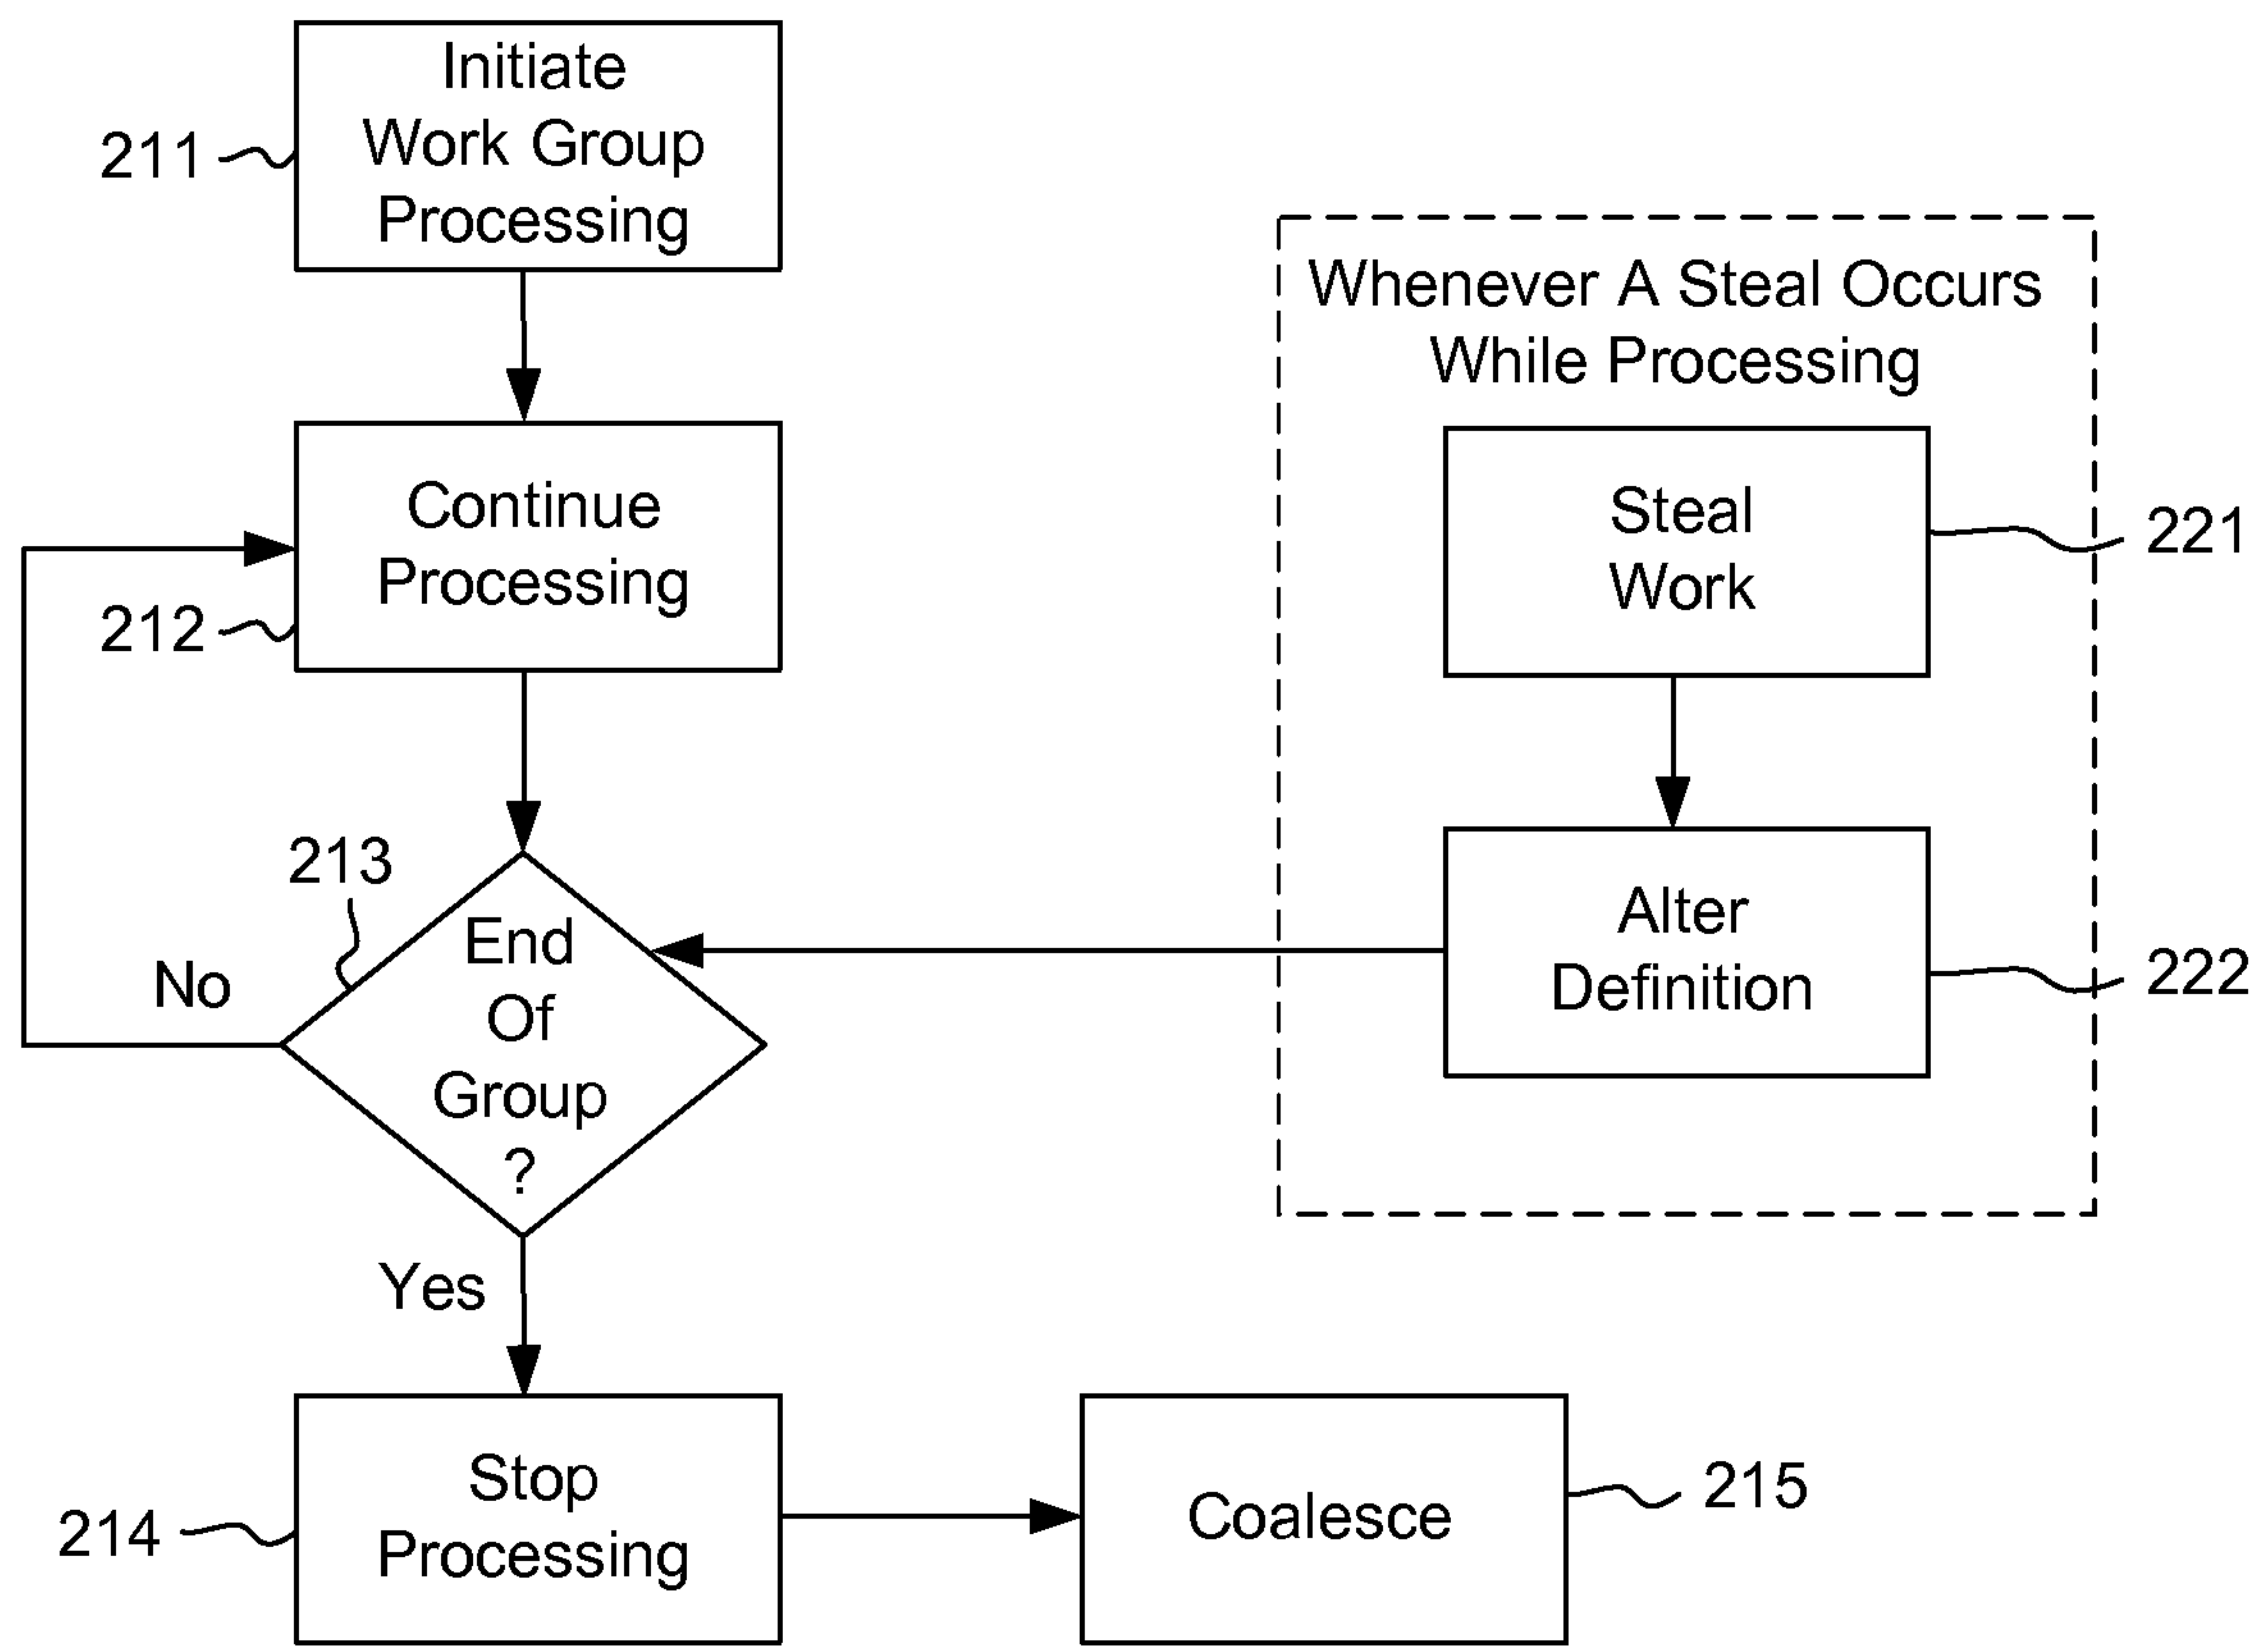 Initiate
Work Group
Processing
211
Continue
Processing
212
213
End
Of
Group
?
No
Yes
Stop
Processing
214
Coalesce
215
Whenever A Steal Occurs
While Processing
Steal
Work
221
Alter
Definition
222